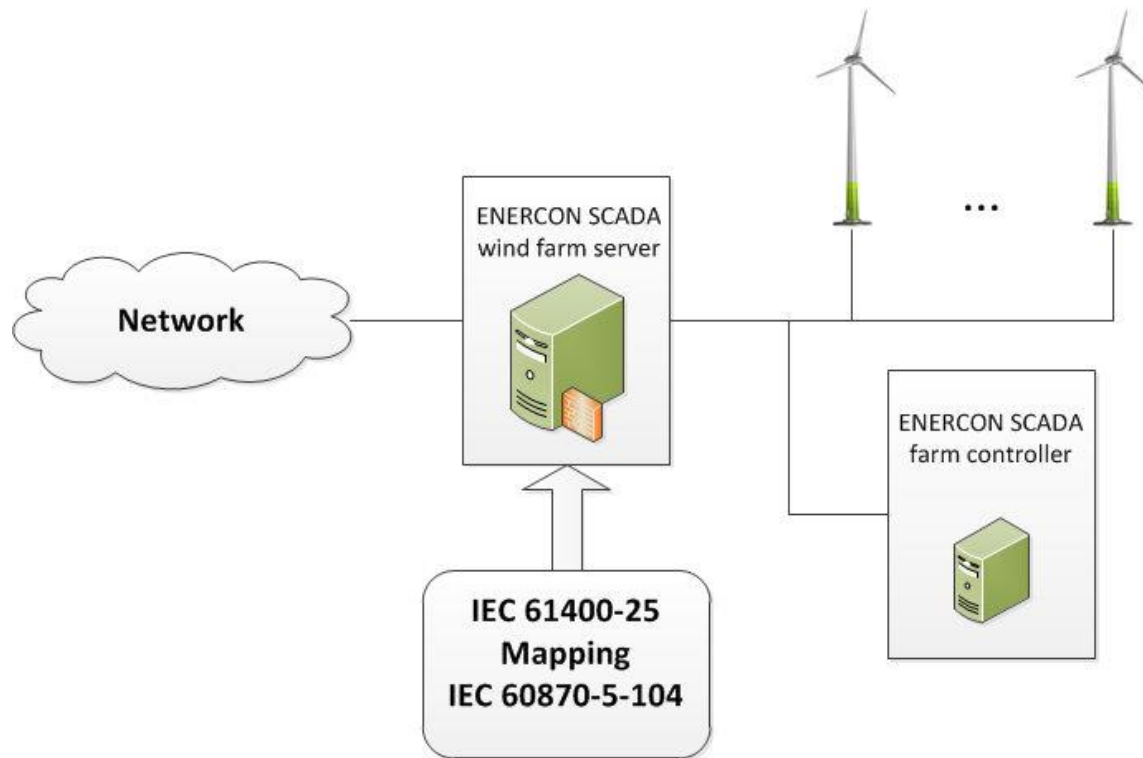 ENERCON SCADA
wind farm server
...
Network
ENERCON SCADA
farm controller
IEC 61400-25
Mapping
IEC 60870-5-104